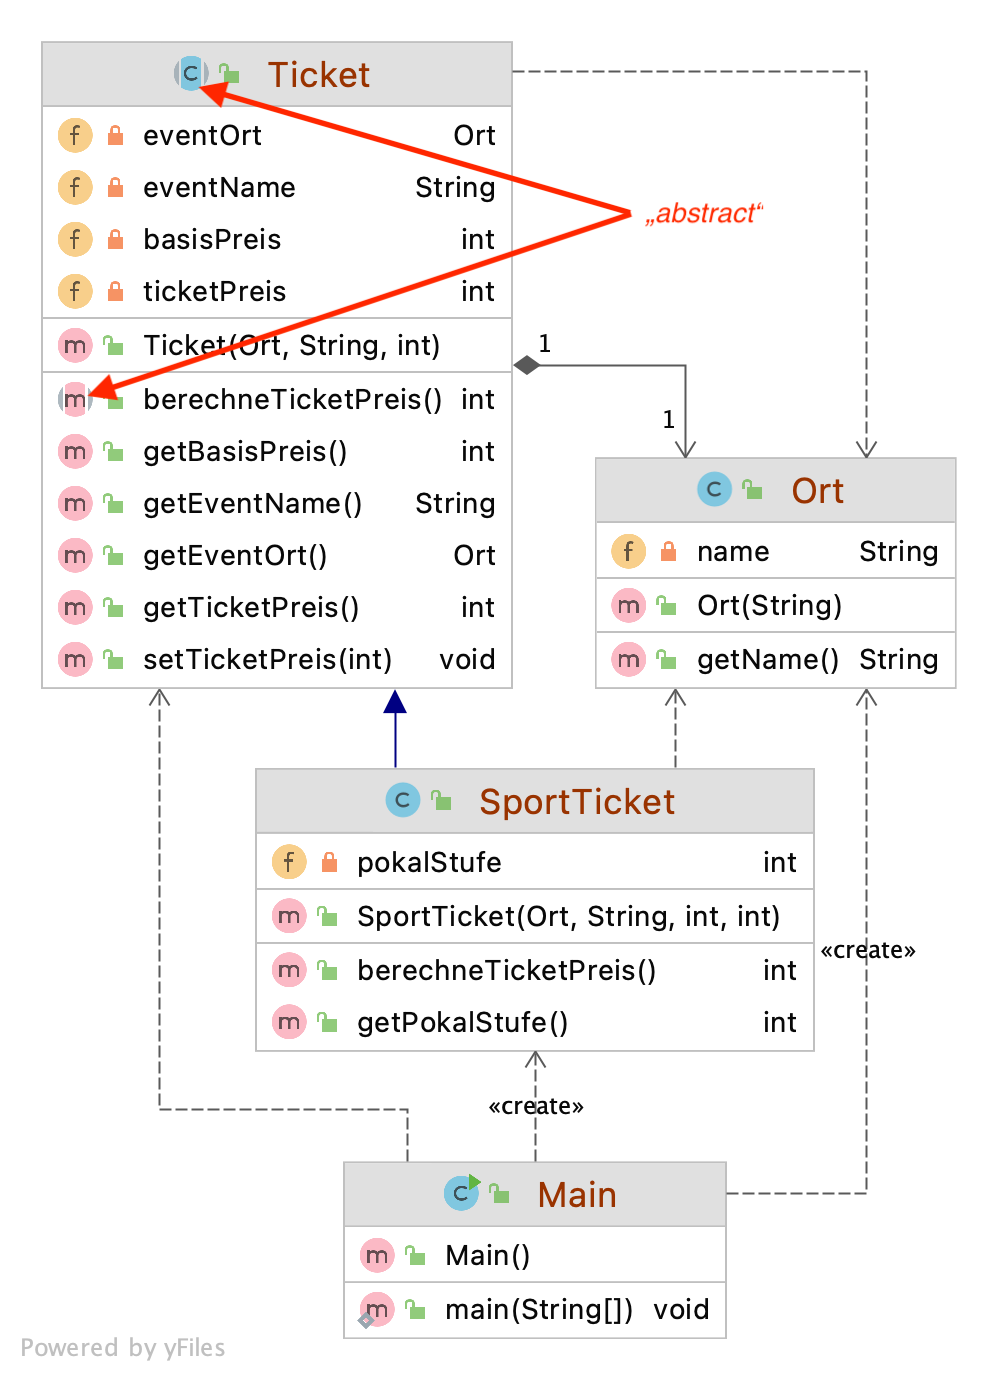 Ticket
eventOrt Ort
eventName String
basisPreis int
ticketPreis int
Ticket(Ort, String, int)
berechneTicketPreis() int
getBasisPreis() int
getEventName() String
getEventOrt() Ort
getTicketPreis() int
setTicketPreis(int) void
„abstract“
1
1
Ort
name String
Ort(String)
getName() String
SportTicket
pokalStufe int
SportTicket(Ort, String, int, int)
berechneTicketPreis() int
getPokalStufe() int
«create»
«create»
Main
Main()
main(String[]) void
Powered by yFiles